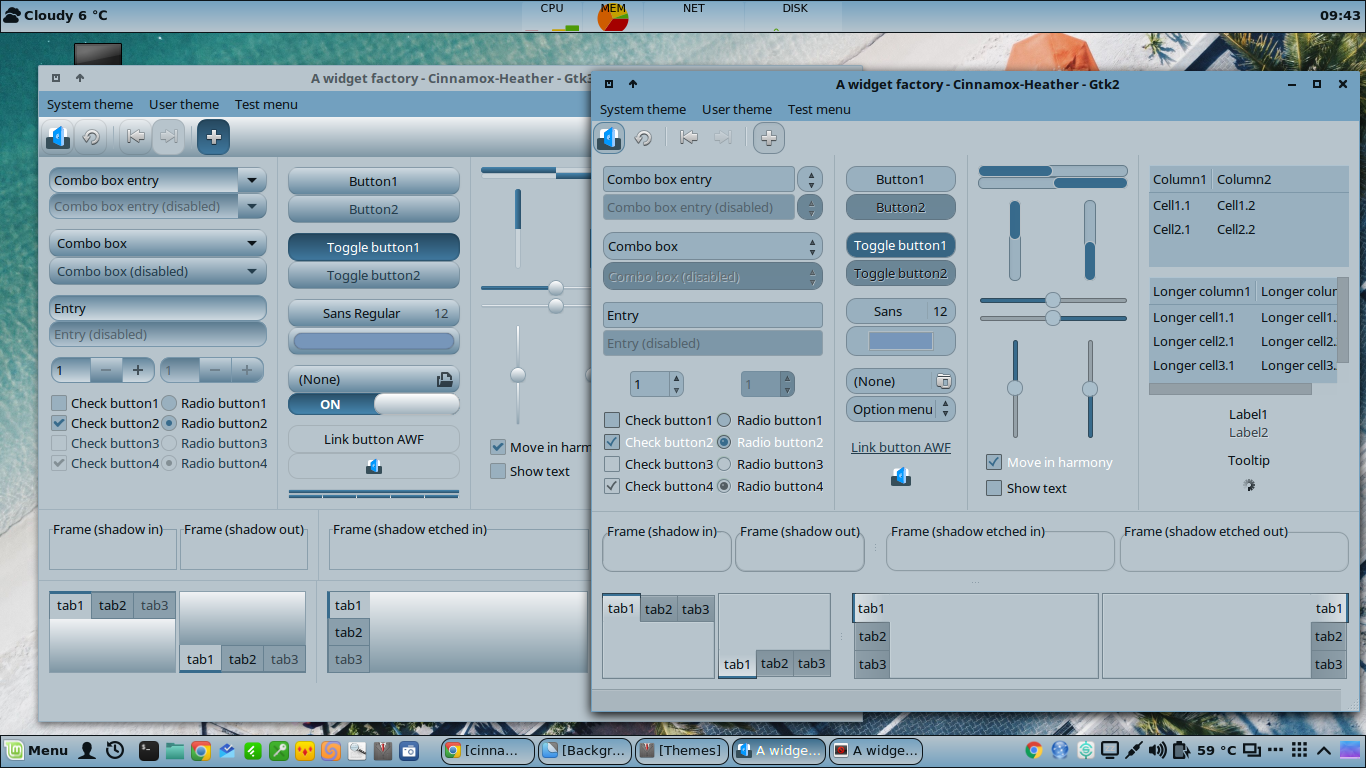 Cloudy 6 °C
CPU MEM NET DISK
09:43
A widget factory - Cinnamox-Heather - Gtk3
System theme User theme Test menu
Combo box entry
Combo box entry (disabled)
Combo box
Combo box (disabled)
Entry
Entry (disabled)
1 1
Check button1 Radio button1
Check button2 Radio button2
Check button3 Radio button3
Check button4 Radio button4
Button1
Button2
Toggle button1
Toggle button2
Sans Regular 12
(None)
ON
Link button AWF
Move in harm
Show text
Frame (shadow in) Frame (shadow out) Frame (shadow etched in)
tab1 tab2 tab3
tab1 tab2 tab3
tab1
tab2
tab3
A widget factory - Cinnamox-Heather - Gtk2
System theme User theme Test menu
Combo box entry
Combo box entry (disabled)
Combo box
Combo box (disabled)
Entry
Entry (disabled)
1 1
Check button1 Radio button1
Check button2 Radio button2
Check button3 Radio button3
Check button4 Radio button4
Button1
Button2
Toggle button1
Toggle button2
Sans 12
(None)
Option menu
Link button AWF
Move in harmony
Show text
Column1 Column2
Cell1.1 Cell1.2
Cell2.1 Cell2.2
Longer column1 Longer colur
Longer cell1.1 Longer cell1.
Longer cell2.1 Longer cell2.
Longer cell3.1 Longer cell3.
Label1
Label2
Tooltip
Frame (shadow in) Frame (shadow out) Frame (shadow etched in) Frame (shadow etched out)
tab1 tab2 tab3
tab1 tab2 tab3
tab1
tab2
tab3
tab1
tab2
tab3
Menu [cinna... [Backgr... [Themes] A widge... A widge... 59 °C